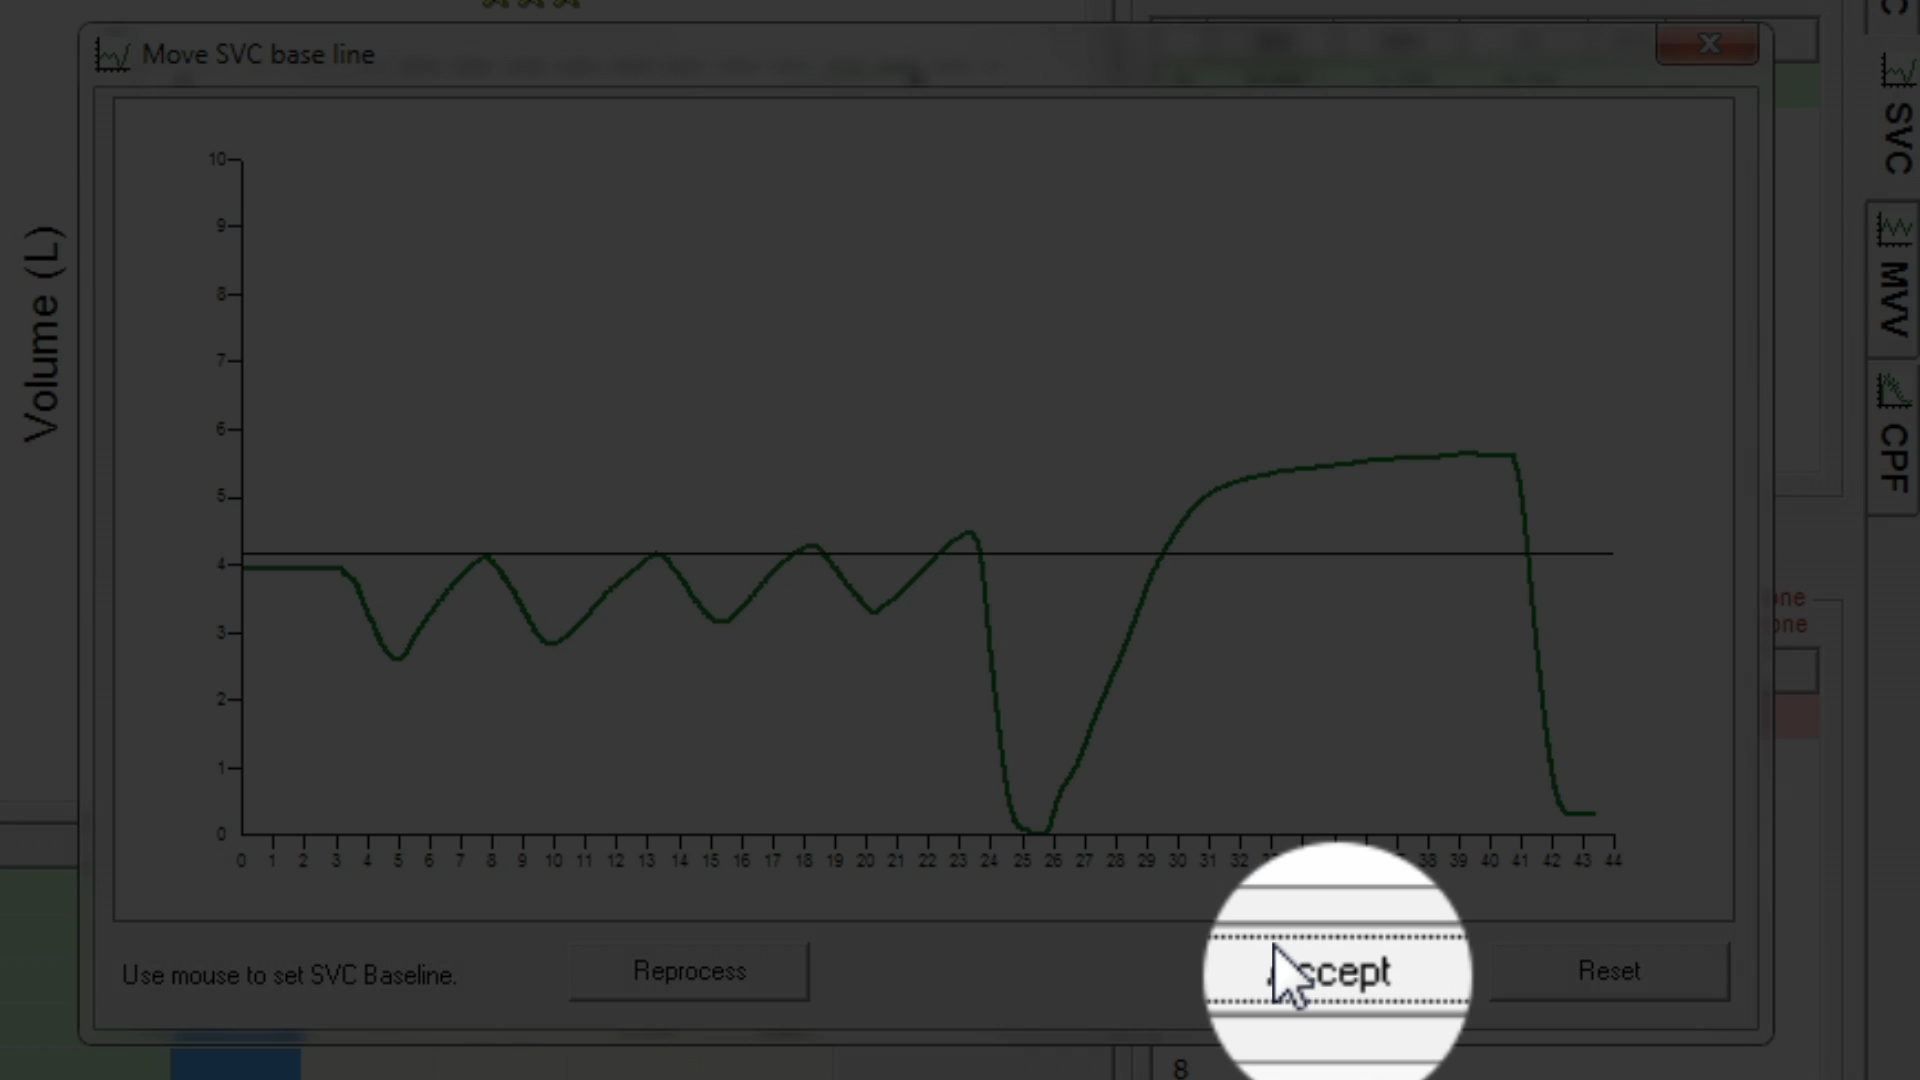 Move SVC base line
X
C
SVC
MVV
CPF
Volume (L)
10
9
8
7
6
5
4
3
2
1
0
0 1 2 3 4 5 6 7 8 9 10 11 12 13 14 15 16 17 18 19 20 21 22 23 24 25 26 27 28 29 30 31 32 38 39 40 41 42 43 44
one
one
Use mouse to set SVC Baseline.
Reprocess
Accept
Reset
8